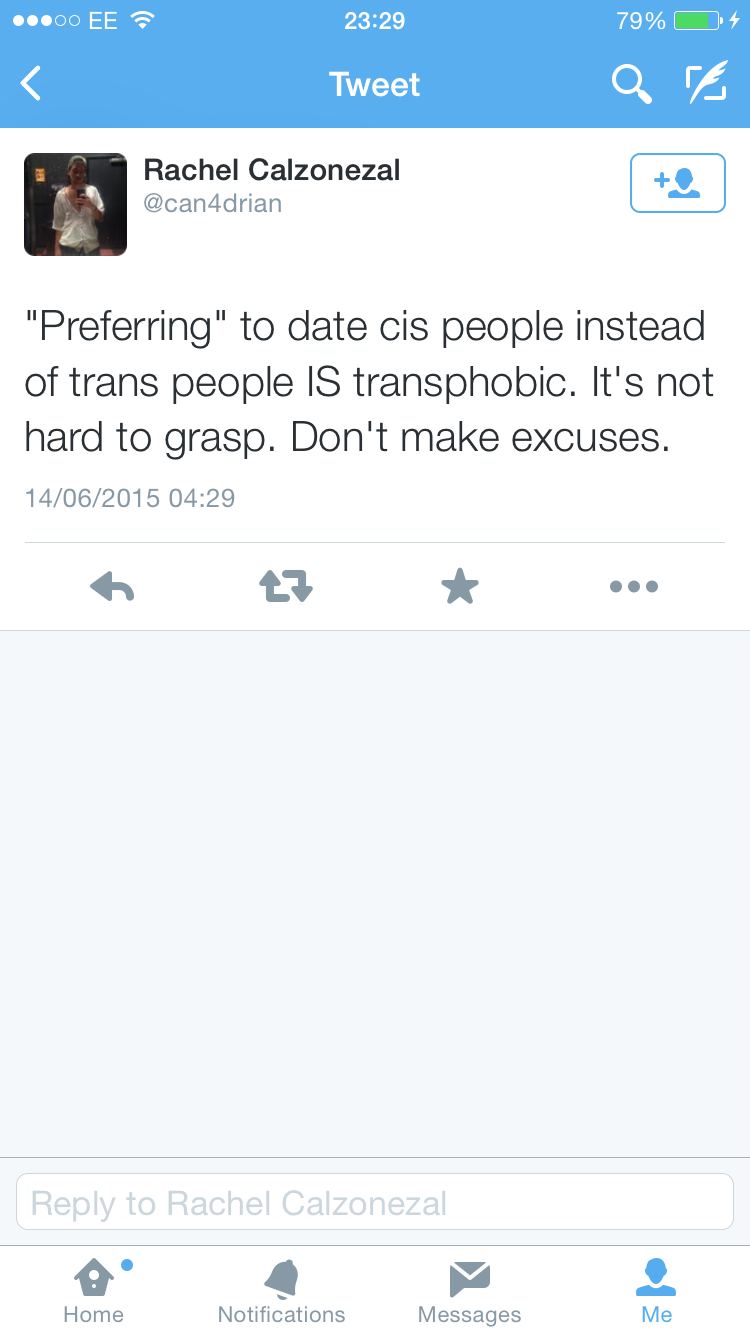 EE 23:29 79%
Tweet
Rachel Calzonezal
@can4drian
"Preferring" to date cis people instead
of trans people IS transphobic. It's not
hard to grasp. Don't make excuses.
14/06/2015 04:29
Reply to Rachel Calzonezal
Home Notifications Messages Me